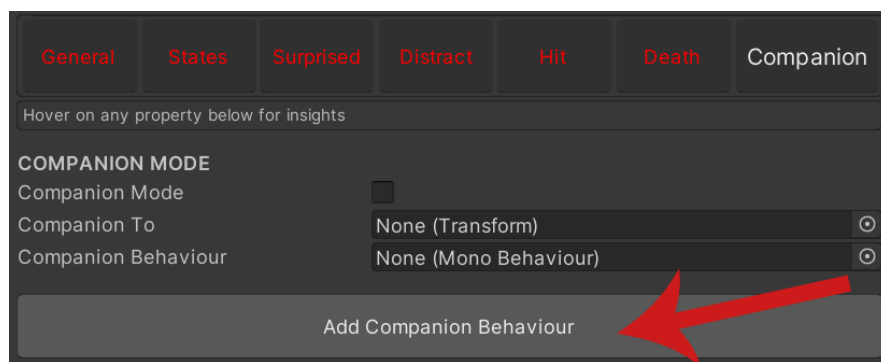 General States Surprised Distract Hit Death Companion
Hover on any property below for insights
COMPANION MODE
Companion Mode
Companion To None (Transform)
Companion Behaviour None (Mono Behaviour)
Add Companion Behaviour